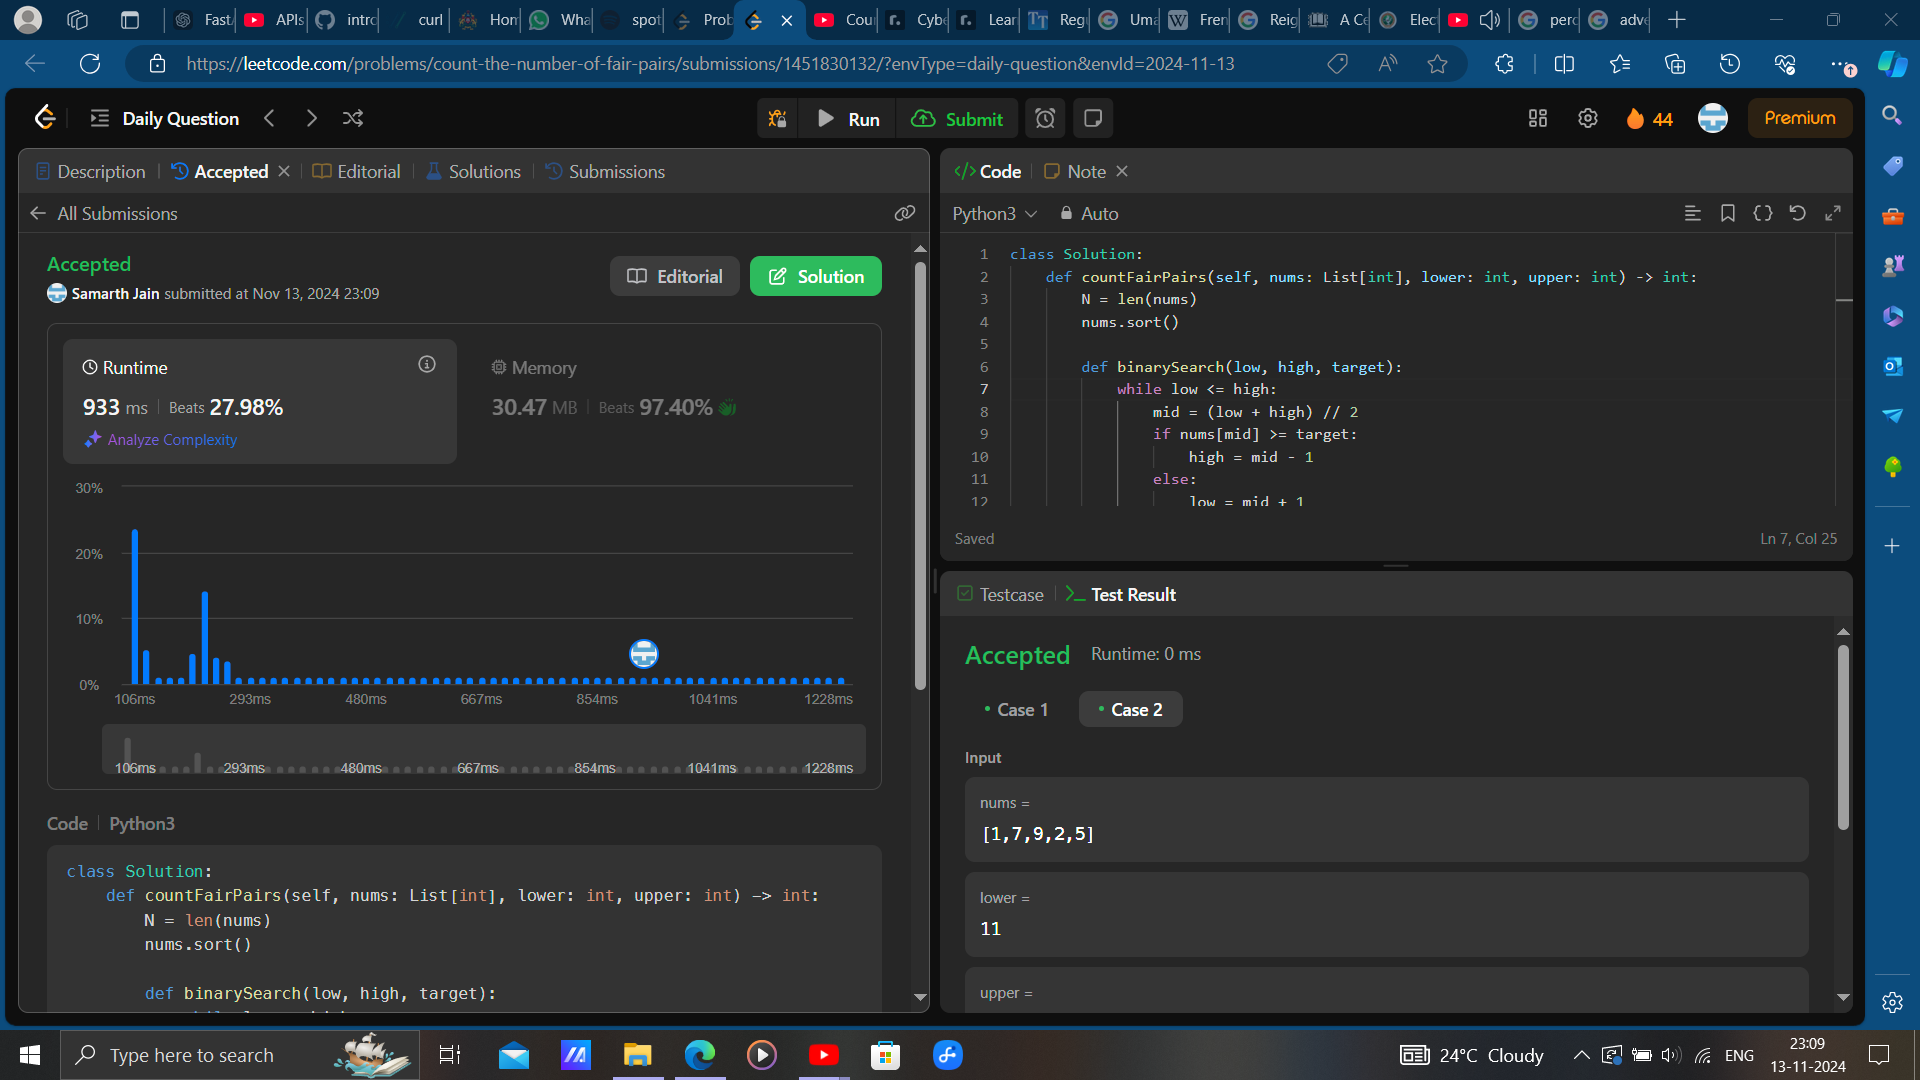 Fast
APIs
intro
curl
Hon
Wha
spot
Prob
Cou
Cybe
Lear
Reg
Uma
Fren
Reig
A Ce
Elec
perc
adve
https://leetcode.com/problems/count-the-number-of-fair-pairs/submissions/1451830132/?envType=daily-question&envId=2024-11-13
Daily Question
Run
Submit
44
Premium
Description
Accepted
Editorial
Solutions
Submissions
All Submissions
Accepted
Editorial
Solution
Samarth Jain submitted at Nov 13, 2024 23:09
Runtime
933 ms Beats 27.98%
Analyze Complexity
Memory
30.47 MB Beats 97.40%
30%
20%
10%
0%
106ms 293ms 480ms 667ms 854ms 1041ms 1228ms
106ms 293ms 480ms 667ms 854ms 1041ms 1228ms
Code Python3
class Solution:
def countFairPairs(self, nums: List[int], lower: int, upper: int) -> int:
N = len(nums)
nums.sort()
def binarySearch(low, high, target):
Code
Note
Python3
Auto
1 class Solution:
2 def countFairPairs(self, nums: List[int], lower: int, upper: int) -> int:
3 N = len(nums)
4 nums.sort()
5
6 def binarySearch(low, high, target):
7 while low <= high:
8 mid = (low + high) // 2
9 if nums[mid] >= target:
10 high = mid - 1
11 else:
12 low = mid + 1
Saved
Ln 7, Col 25
Testcase
Test Result
Accepted Runtime: 0 ms
Case 1
Case 2
Input
nums =
[1,7,9,2,5]
lower =
11
upper =
Type here to search
24°C Cloudy
ENG
23:09
13-11-2024